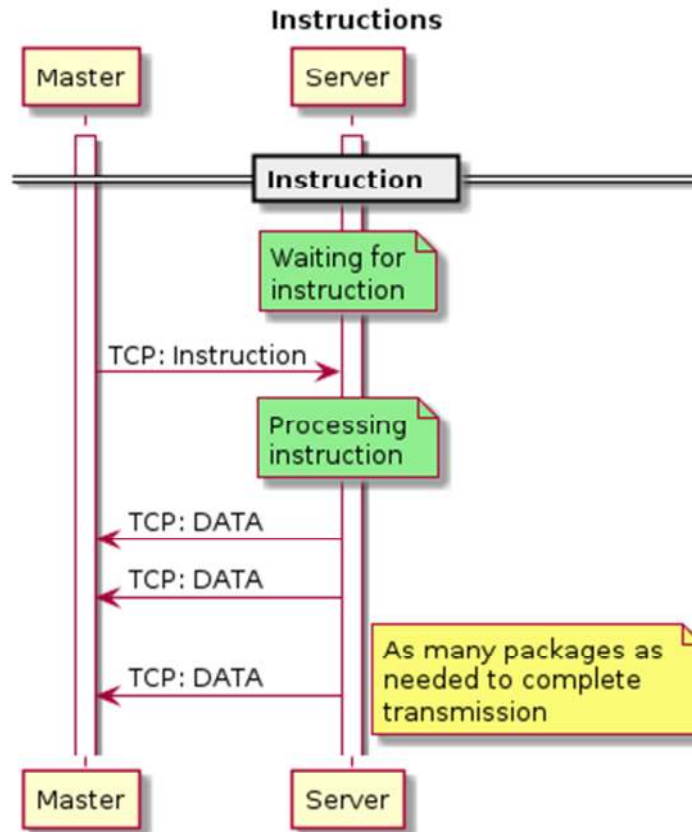 Instructions
Master
Server
Instruction
Waiting for
instruction
TCP: Instruction
Processing
instruction
TCP: DATA
TCP: DATA
As many packages as
needed to complete
transmission
TCP: DATA
Master
Server